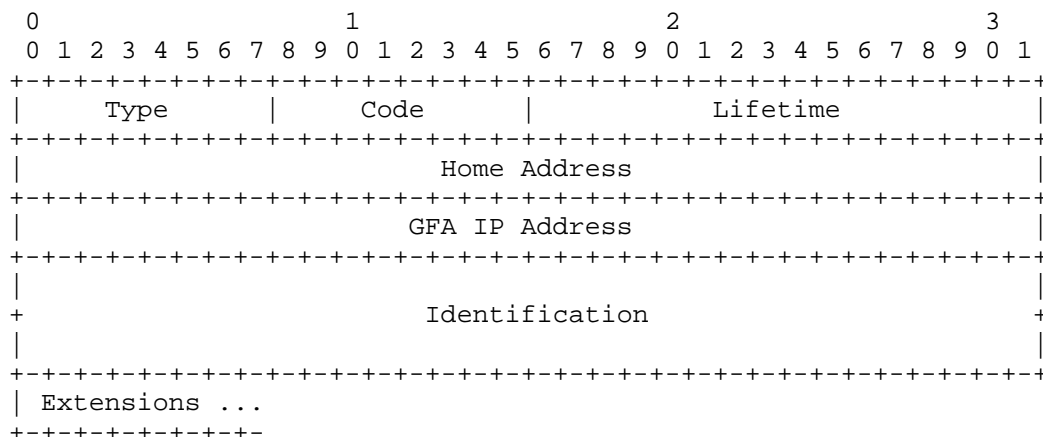 0                   1                   2                   3
 0 1 2 3 4 5 6 7 8 9 0 1 2 3 4 5 6 7 8 9 0 1 2 3 4 5 6 7 8 9 0 1
+-+-+-+-+-+-+-+-+-+-+-+-+-+-+-+-+-+-+-+-+-+-+-+-+-+-+-+-+-+-+-+-+
|     Type      |     Code      |           Lifetime            |
+-+-+-+-+-+-+-+-+-+-+-+-+-+-+-+-+-+-+-+-+-+-+-+-+-+-+-+-+-+-+-+-+
|                          Home Address                         |
+-+-+-+-+-+-+-+-+-+-+-+-+-+-+-+-+-+-+-+-+-+-+-+-+-+-+-+-+-+-+-+-+
|                        GFA IP Address                         |
+-+-+-+-+-+-+-+-+-+-+-+-+-+-+-+-+-+-+-+-+-+-+-+-+-+-+-+-+-+-+-+-+
|                                                               |
+                         Identification                        +
|                                                               |
+-+-+-+-+-+-+-+-+-+-+-+-+-+-+-+-+-+-+-+-+-+-+-+-+-+-+-+-+-+-+-+-+
| Extensions ...
+-+-+-+-+-+-+-+-